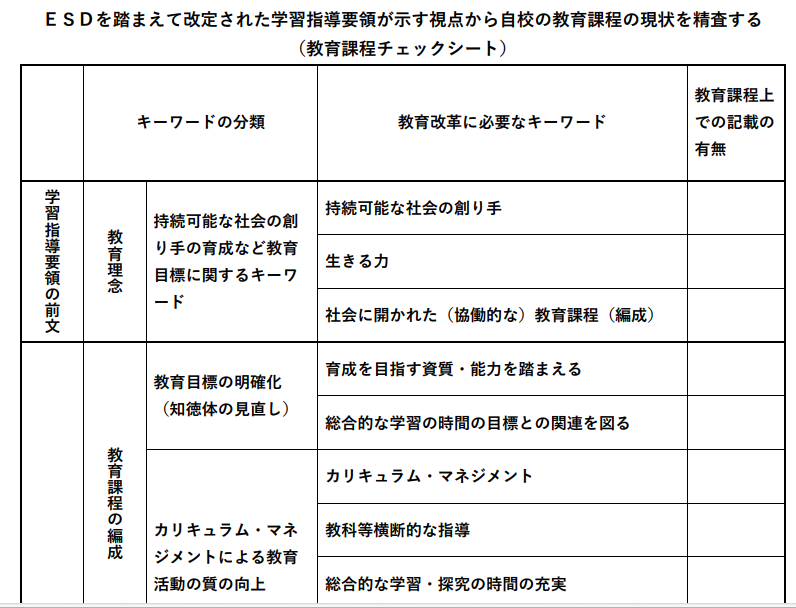 ＥＳＤを踏まえて改定された学習指導要領が示す視点から自校の教育課程の現状を精査する
（教育課程チェックシート）
キーワードの分類
教育改革に必要なキーワード
教育課程上
での記載の
有無
学習指導要領の前文
教育理念
持続可能な社会の創
り手の育成など教育
目標に関するキーワ
ード
持続可能な社会の創り手
生きる力
社会に開かれた（協働的な）教育課程（編成）
教育課程の編成
教育目標の明確化
（知徳体の見直し）
育成を目指す資質・能力を踏まえる
総合的な学習の時間の目標との関連を図る
カリキュラム・マネ
ジメントによる教育
活動の質の向上
カリキュラム・マネジメント
教科等横断的な指導
総合的な学習・探究の時間の充実